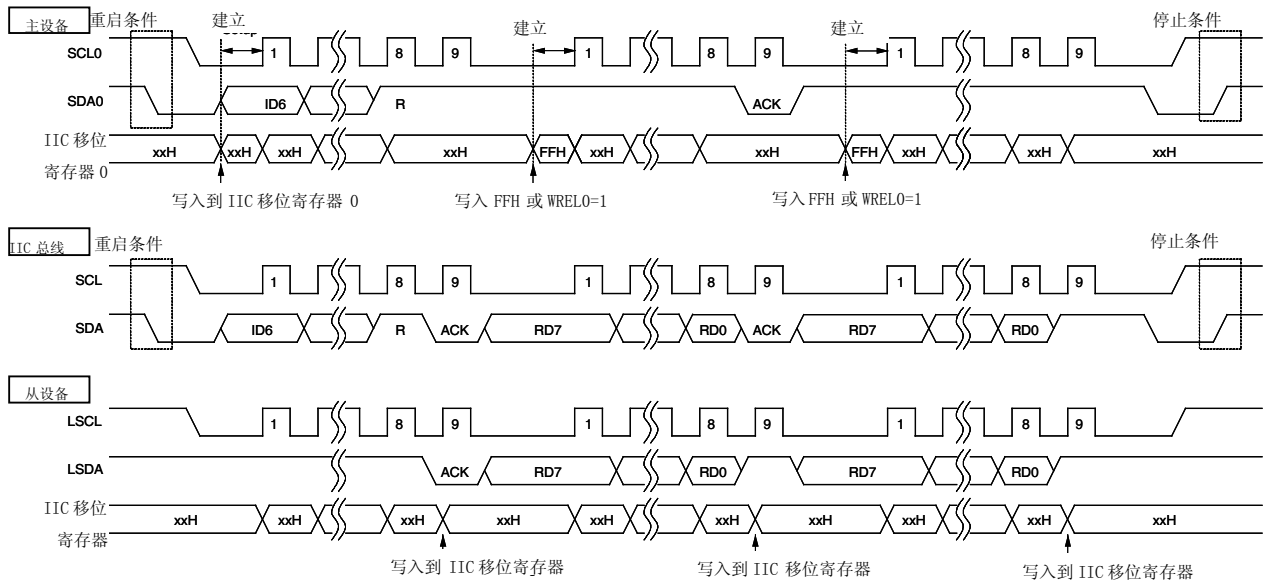 主设备 重启条件 建立 建立 建立 停止条件
SCL0 1 8 9 1 8 9 1 8 9
SDA0 ID6 R ACK
IIC 移位
寄存器 0
xxH xxH xxH xxH FFH xxH xxH FFH xxH xxH xxH
写入到 IIC 移位寄存器 0 写入 FFH 或 WREL0=1 写入 FFH 或 WREL0=1
IIC 总线 重启条件 停止条件
SCL 1 8 9 1 8 9 1 8 9
SDA ID6 R ACK RD7 RD0 ACK RD7 RD0
从设备
LSCL 1 8 9 1 8 9 1 8 9
LSDA ACK RD7 RD0 RD7 RD0
IIC 移位
寄存器
xxH xxH xxH xxH xxH xxH xxH xxH xxH xxH
写入到 IIC 移位寄存器 写入到 IIC 移位寄存器 写入到 IIC 移位寄存器